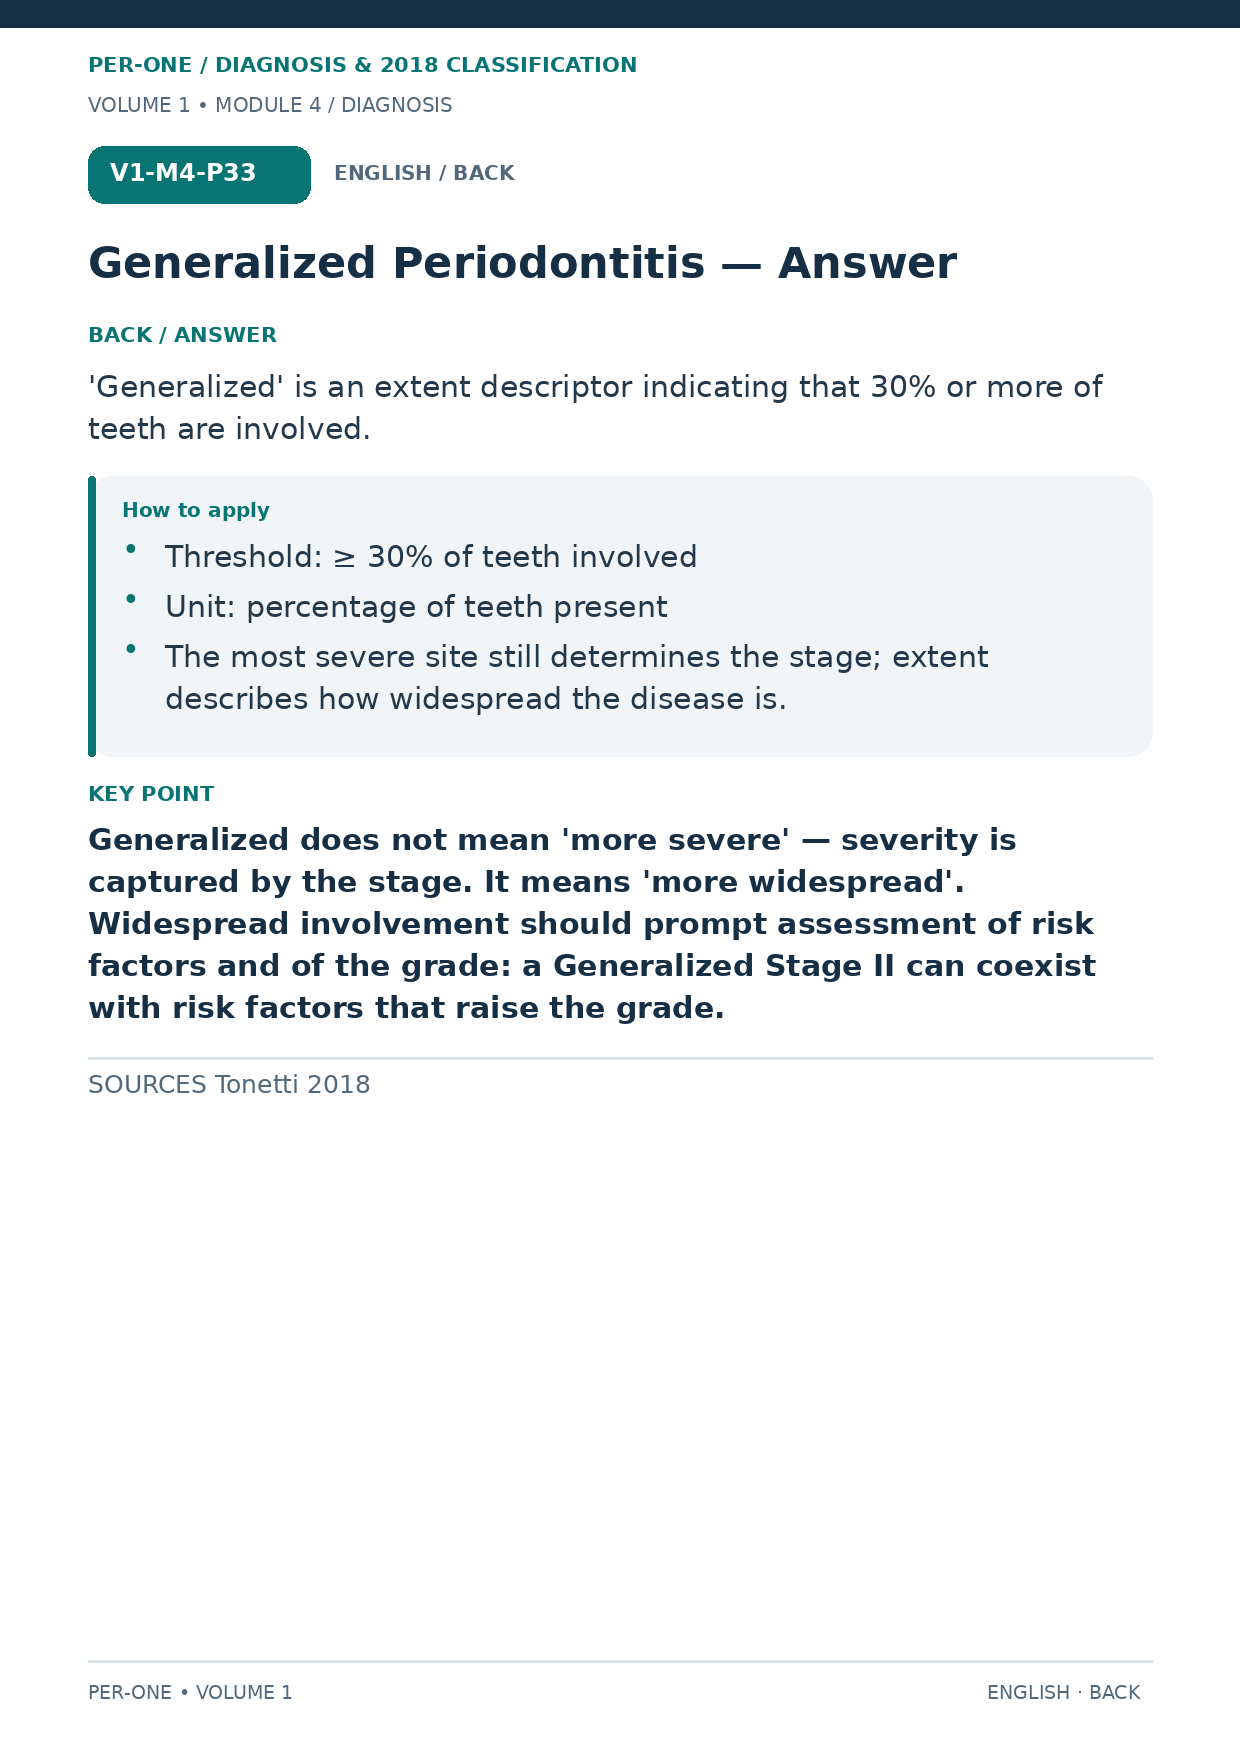 PER-ONE / DIAGNOSIS & 2018 CLASSIFICATION
VOLUME 1 • MODULE 4 / DIAGNOSIS
V1-M4-P33
ENGLISH / BACK
Generalized Periodontitis — Answer
BACK / ANSWER
'Generalized' is an extent descriptor indicating that 30% or more of
teeth are involved.
How to apply
• Threshold: ≥ 30% of teeth involved
• Unit: percentage of teeth present
• The most severe site still determines the stage; extent
describes how widespread the disease is.
KEY POINT
Generalized does not mean 'more severe' — severity is
captured by the stage. It means 'more widespread'.
Widespread involvement should prompt assessment of risk
factors and of the grade: a Generalized Stage II can coexist
with risk factors that raise the grade.
SOURCES Tonetti 2018
PER-ONE • VOLUME 1
ENGLISH · BACK